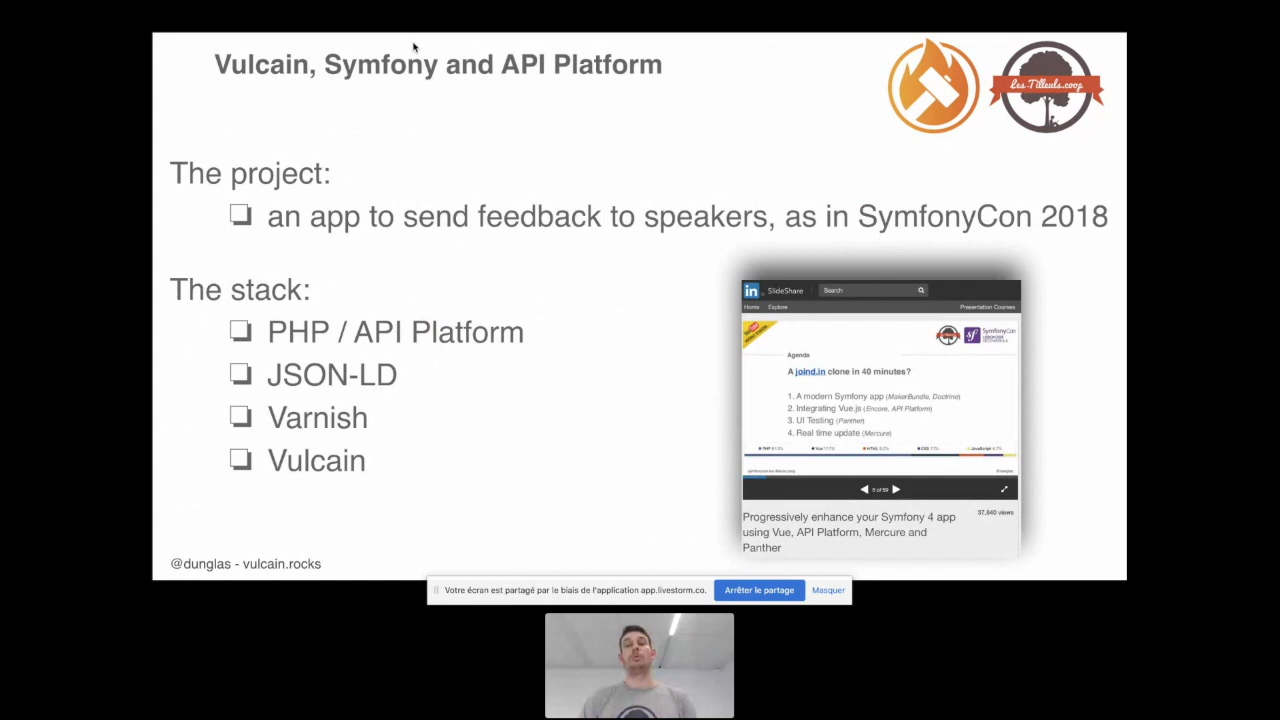 Vulcain, Symfony and API Platform
Les-Tilleuls.coop
The project:
an app to send feedback to speakers, as in SymfonyCon 2018
The stack:
PHP / API Platform
JSON-LD
Varnish
Vulcain
in SlideShare Search
Home Explore Presentation Courses
SymfonyCon
Agenda
A joind.in clone in 40 minutes?
1. A modern Symfony app (MakerBundle, Doctrine)
2. Integrating Vue.js (Encore, API Platform)
3. UI Testing (Panther)
4. Real time update (Mercure)
5 of 69
Progressively enhance your Symfony 4 app
using Vue, API Platform, Mercure and
Panther
37,840 views
@dunglas - vulcain.rocks
Votre écran est partagé par le biais de l'application app.livestorm.co. Arrêter le partage Masquer